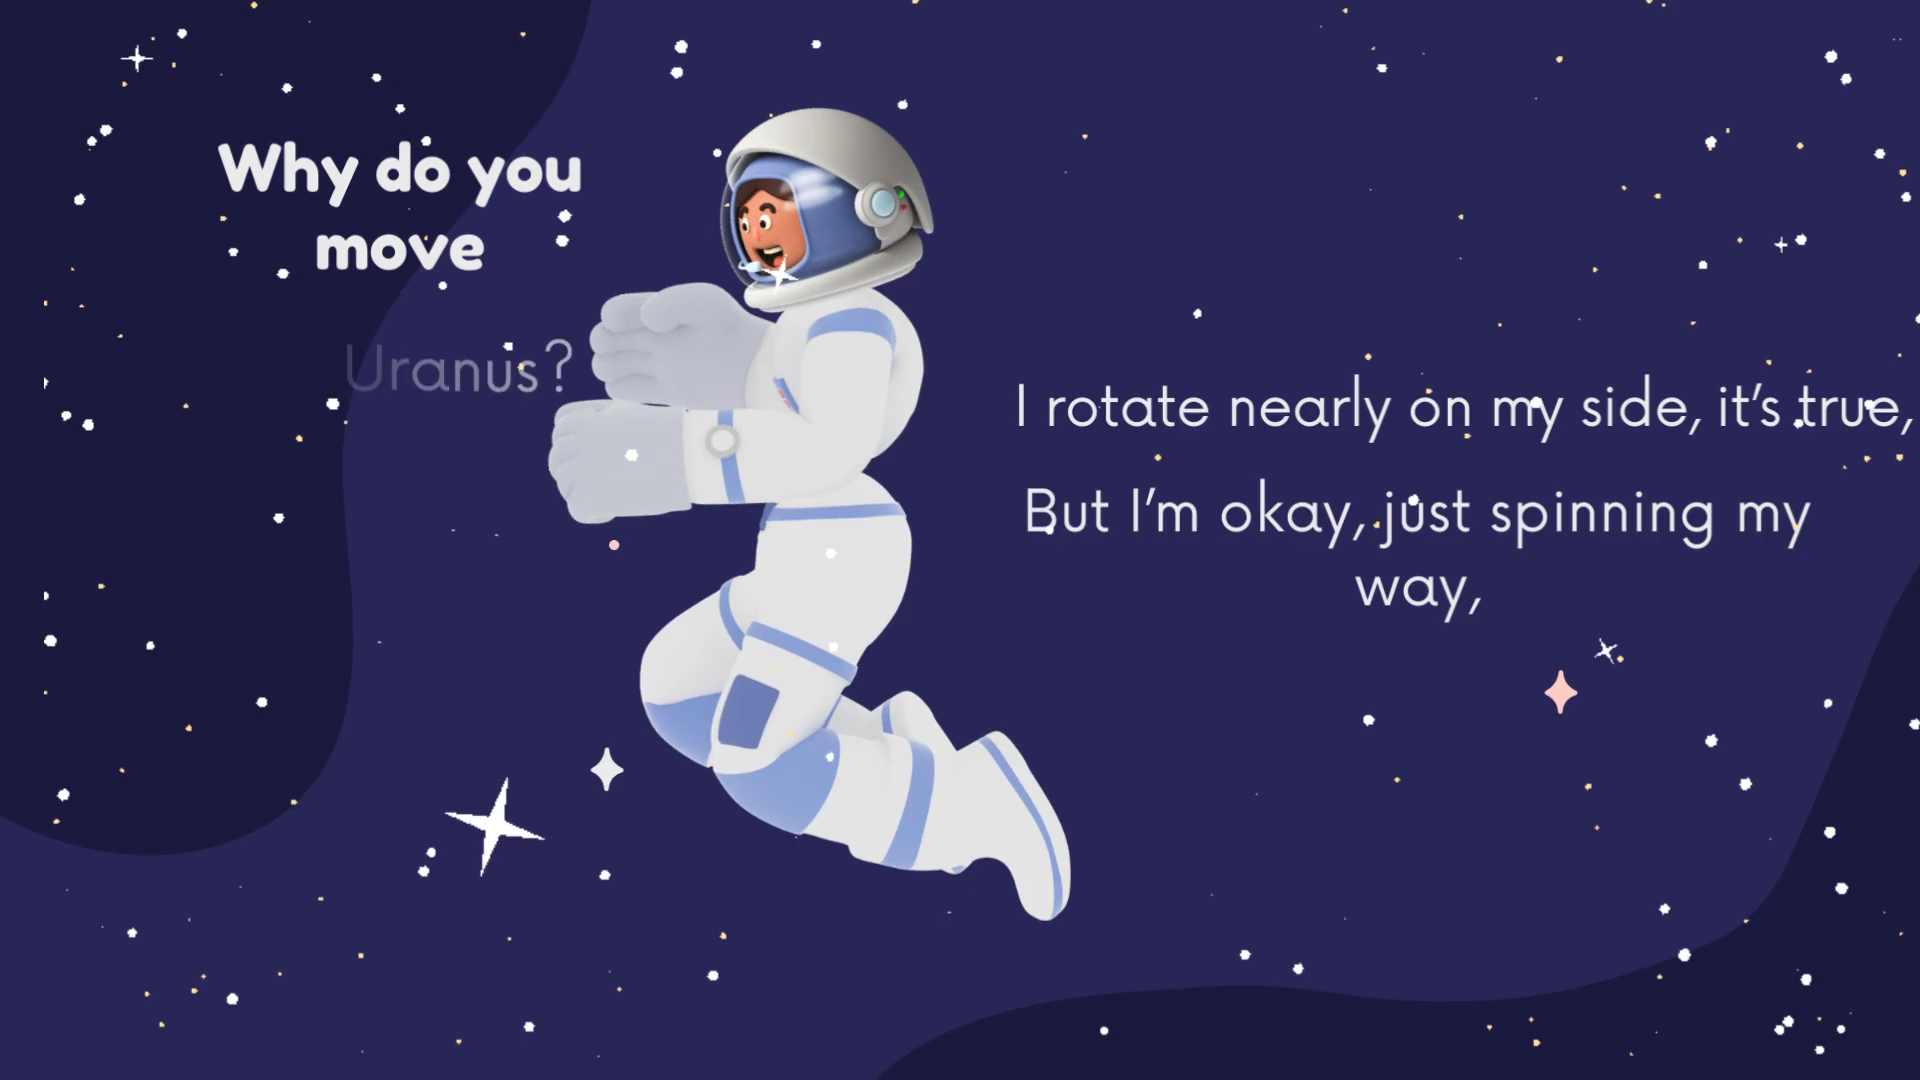 Why do you
move
Uranus?
I rotate nearly on my side, it’s true,
But I’m okay, just spinning my
way,